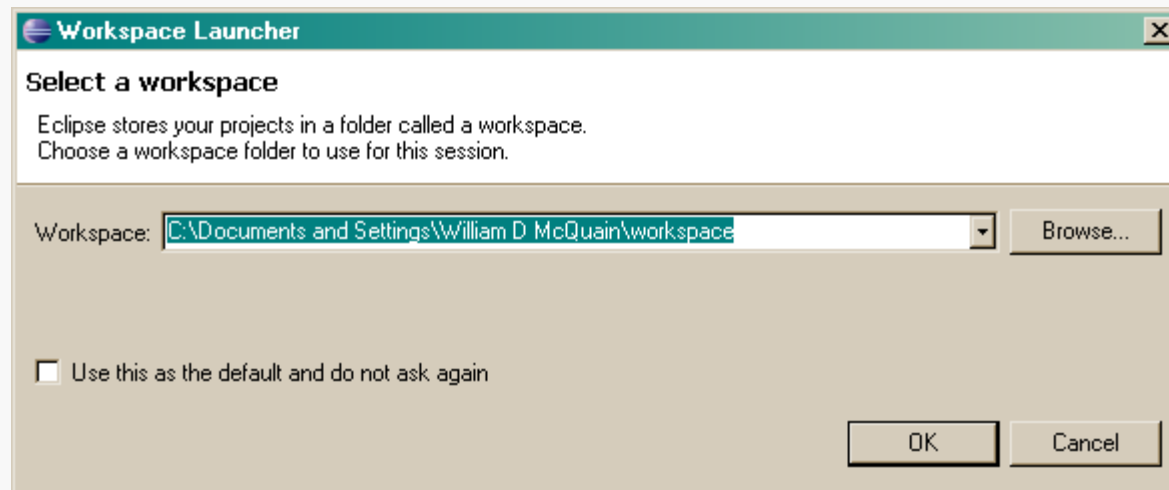 Workspace Launcher
Select a workspace
Eclipse stores your projects in a folder called a workspace.
Choose a workspace folder to use for this session.
Workspace: C:\Documents and Settings\William D McQuain\workspace Browse...
Use this as the default and do not ask again
OK Cancel